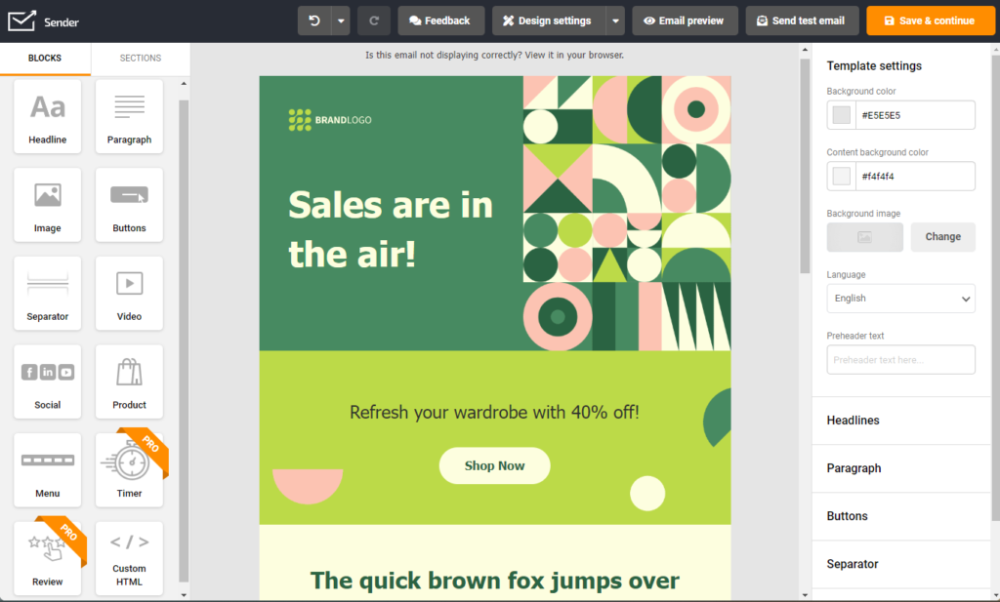 Sender
Feedback
Design settings
Email preview
Send test email
Save & continue
BLOCKS
SECTIONS
Aa
Headline
Paragraph
Image
Buttons
Separator
Video
Social
Product
Menu
PRO
Timer
PRO
Review
</>
Custom
HTML
Is this email not displaying correctly? View it in your browser.
BRANDLOGO
Sales are in
the air!
Refresh your wardrobe with 40% off!
Shop Now
The quick brown fox jumps over
Template settings
Background color
#E5E5E5
Content background color
#f4f4f4
Background image
Change
Language
English
Preheader text
Preheader text here...
Headlines
Paragraph
Buttons
Separator